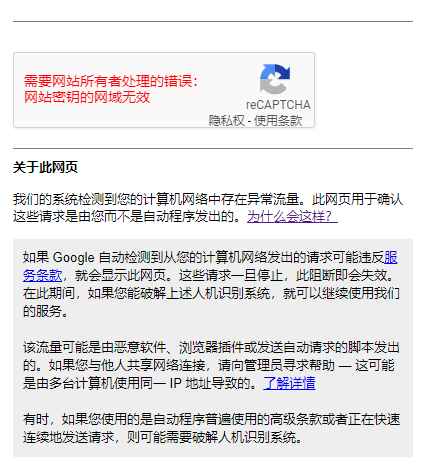 需要网站所有者处理的错误：
网站密钥的网域无效
reCAPTCHA
隐私权 - 使用条款
关于此网页
我们的系统检测到您的计算机网络中存在异常流量。此网页用于确认
这些请求是由您而不是自动程序发出的。为什么会这样？
如果 Google 自动检测到从您的计算机网络发出的请求可能违反服
务条款，就会显示此网页。这些请求一旦停止，此阻断即会失效。
在此期间，如果您能破解上述人机识别系统，就可以继续使用我们
的服务。
该流量可能是由恶意软件、浏览器插件或发送自动请求的脚本发出
的。如果您与他人共享网络连接，请向管理员寻求帮助 — 这可能
是由多台计算机使用同一 IP 地址导致的。了解详情
有时，如果您使用的是自动程序普遍使用的高级条款或者正在快速
连续地发送请求，则可能需要破解人机识别系统。